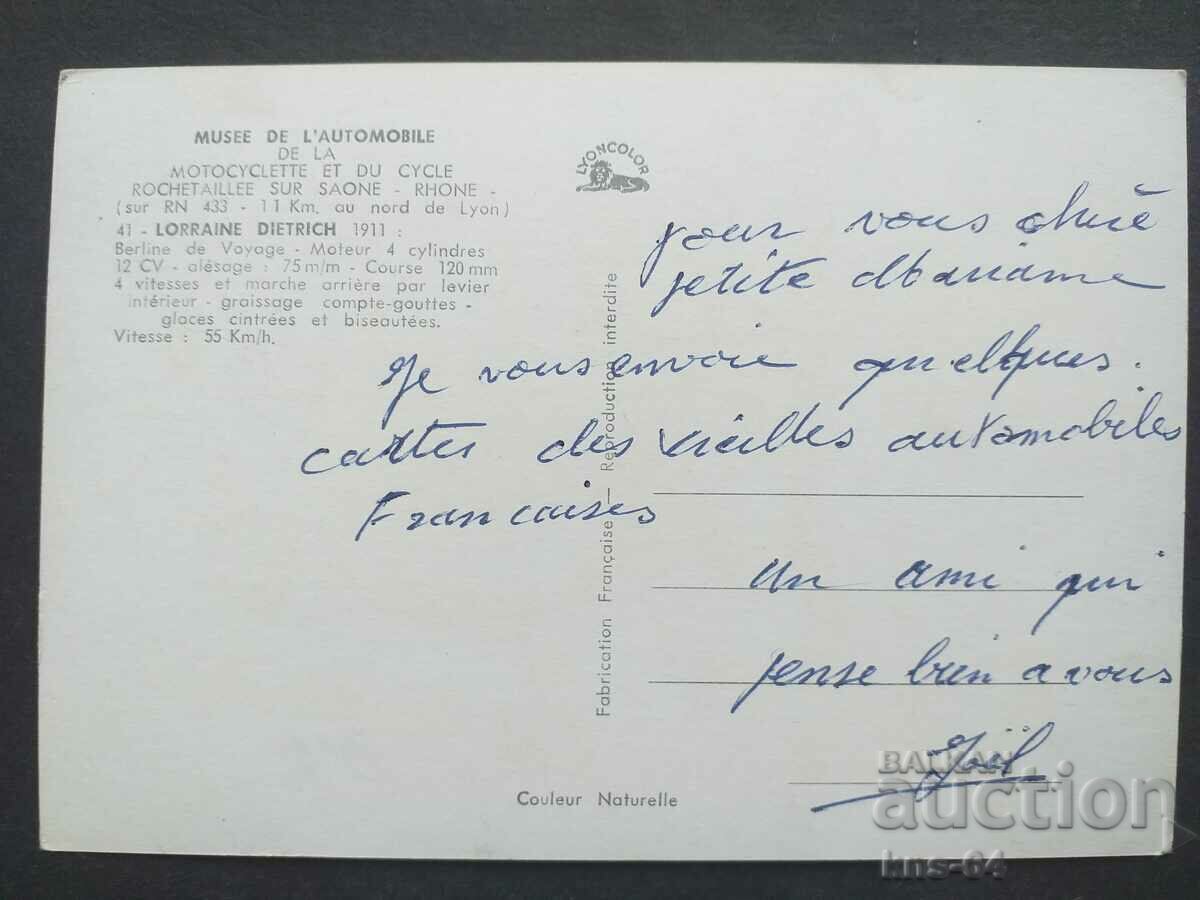 MUSEE DE L'AUTOMOBILE
DE LA
MOTOCYCLETTE ET DU CYCLE
ROCHETAILLEE SUR SAONE - RHONE -
(sur RN 433 - 11 Km. au nord de Lyon)
41 - LORRAINE DIETRICH 1911 :
Berline de Voyage - Moteur 4 cylindres
12 CV - alésage : 75 m/m - Course 120 mm
4 vitesses et marche arrière par levier
intérieur - graissage compte-gouttes -
glaces cintrées et biseautées.
Vitesse : 55 Km/h.
LYONCOLOR
pour vous chère
petite Mariame
Je vous envoie quelques
cartes des vieilles automobiles
Francaises
un ami qui
pense bien a vous
Joël
Fabrication Française — Reproduction interdite
Couleur Naturelle
BALKAN
auction
kns-64